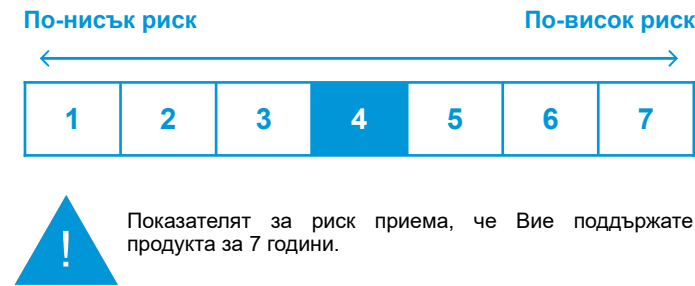 По-нисък риск По-висок риск
1 2 3 4 5 6 7
! Показателят за риск приема, че Вие поддържате
продукта за 7 години.